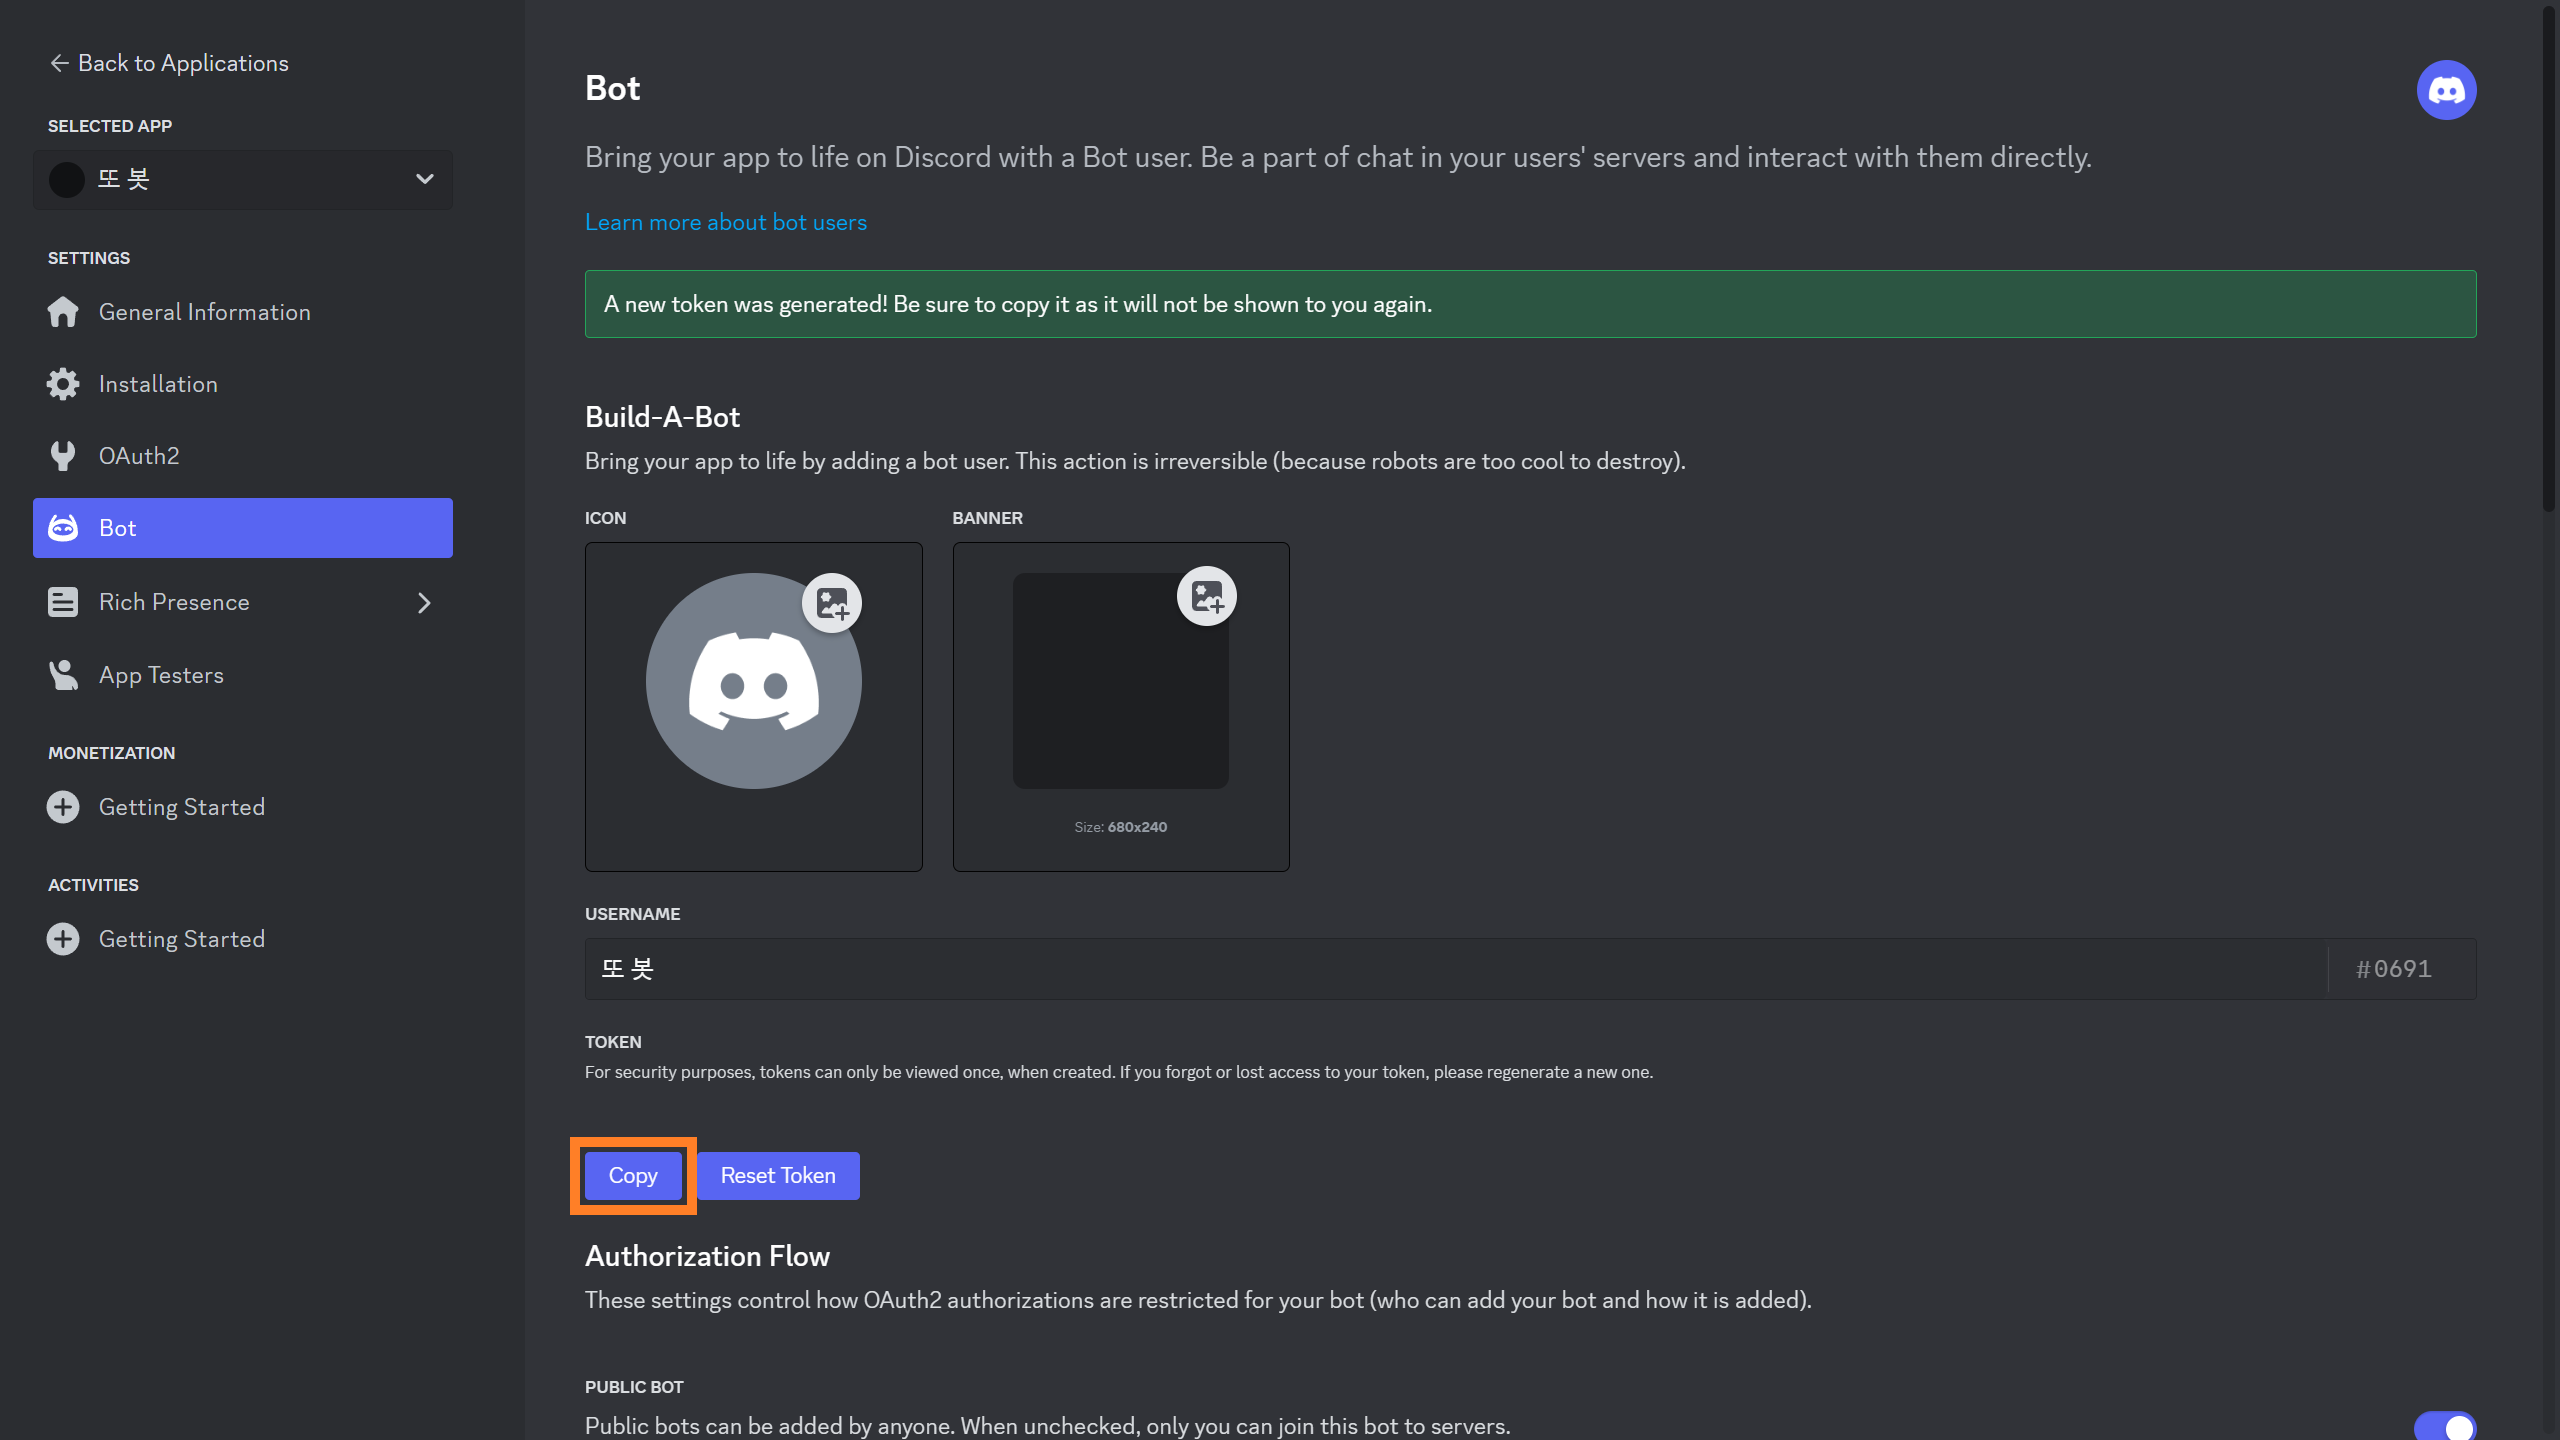 Back to Applications
SELECTED APP
또 봇
SETTINGS
General Information
Installation
OAuth2
Bot
Rich Presence
App Testers
MONETIZATION
Getting Started
ACTIVITIES
Getting Started
Bot
Bring your app to life on Discord with a Bot user. Be a part of chat in your users' servers and interact with them directly.
Learn more about bot users
A new token was generated! Be sure to copy it as it will not be shown to you again.
Build-A-Bot
Bring your app to life by adding a bot user. This action is irreversible (because robots are too cool to destroy).
ICON
BANNER
Size: 680x240
USERNAME
또 봇
#0691
TOKEN
For security purposes, tokens can only be viewed once, when created. If you forgot or lost access to your token, please regenerate a new one.
Copy
Reset Token
Authorization Flow
These settings control how OAuth2 authorizations are restricted for your bot (who can add your bot and how it is added).
PUBLIC BOT
Public bots can be added by anyone. When unchecked, only you can join this bot to servers.